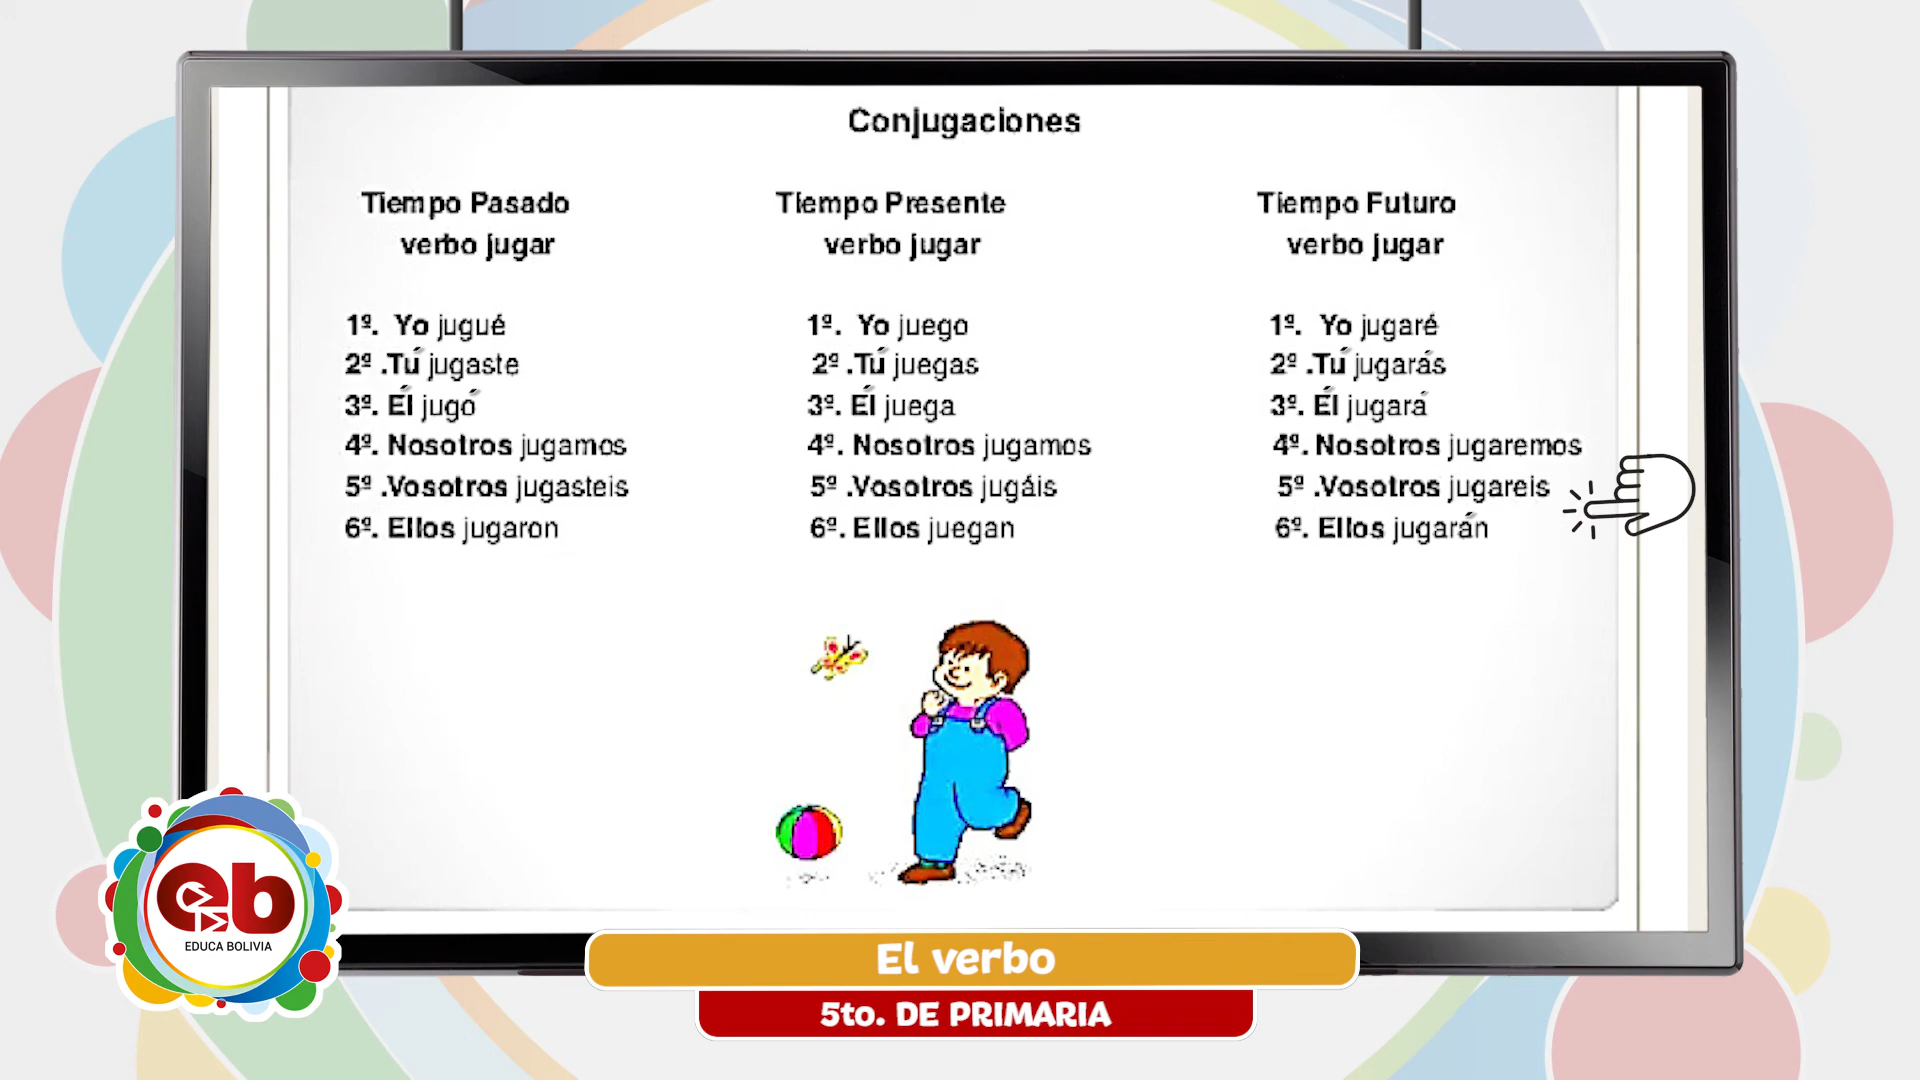 Conjugaciones
Tiempo Pasado
verbo jugar
1º. Yo jugué
2º .Tú jugaste
3º. Él jugó
4º. Nosotros jugamos
5º .Vosotros jugasteis
6º. Ellos jugaron
Tiempo Presente
verbo jugar
1º. Yo juego
2º .Tú juegas
3º. Él juega
4º. Nosotros jugamos
5º .Vosotros jugáis
6º. Ellos juegan
Tiempo Futuro
verbo jugar
1º. Yo jugaré
2º .Tú jugarás
3º. Él jugará
4º. Nosotros jugaremos
5º .Vosotros jugareis
6º. Ellos jugarán
eb
EDUCA BOLIVIA
El verbo
5to. DE PRIMARIA